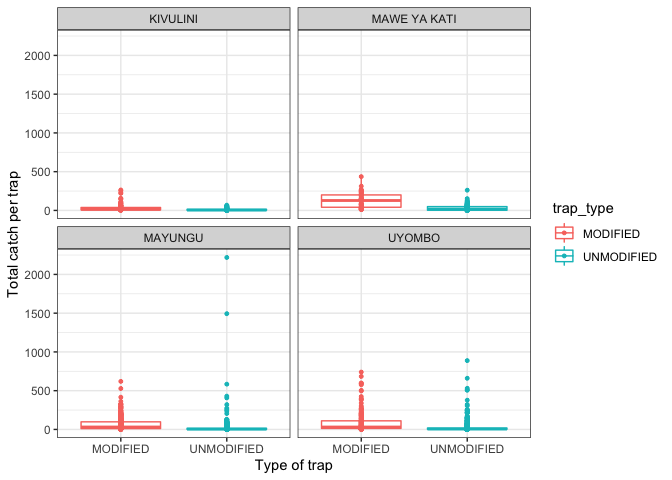 KIVULINI
MAWE YA KATI
2000
1500
1000
500
0
MAYUNGU
UYOMBO
2000
1500
1000
500
0
MODIFIED
UNMODIFIED
MODIFIED
UNMODIFIED
Type of trap
Total catch per trap
trap_type
MODIFIED
UNMODIFIED